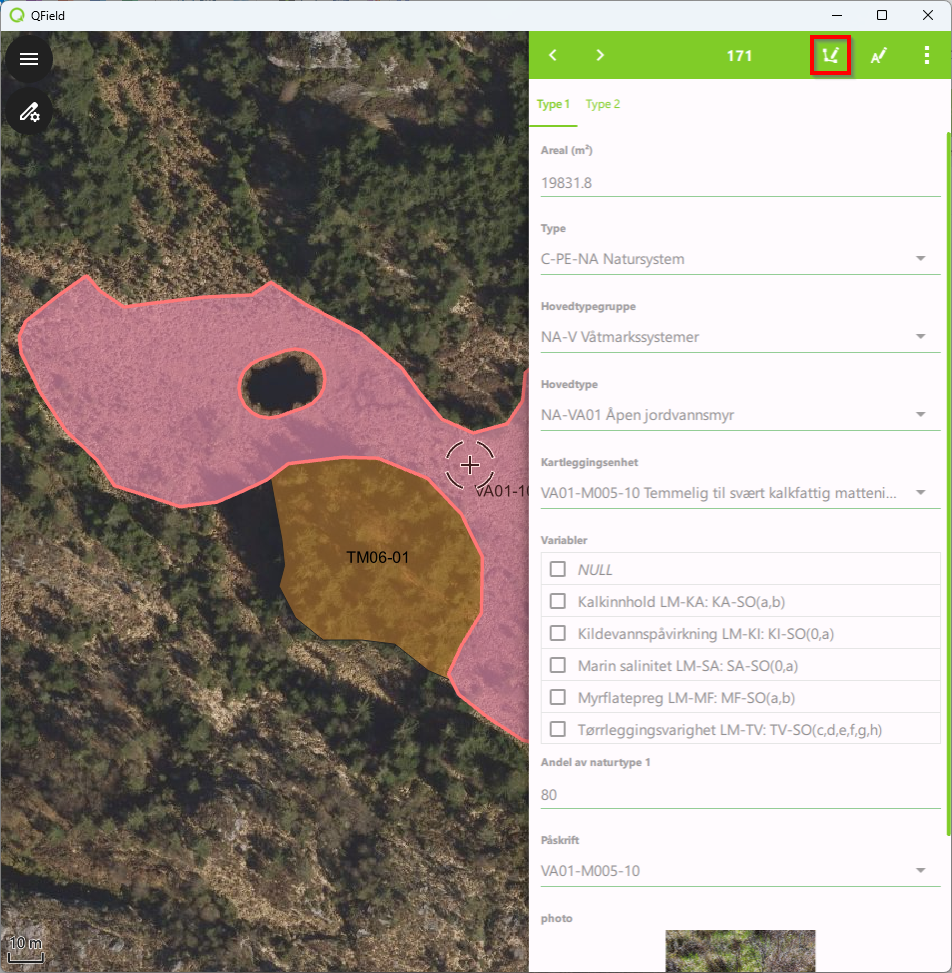 QField
171
Type 1 Type 2
Areal (m²)
19831.8
Type
C-PE-NA Natursystem
Hovedtypegruppe
NA-V Våtmarkssystemer
Hovedtype
NA-VA01 Åpen jordvannsmyr
Kartleggingsenhet
VA01-M005-10 Temmelig til svært kalkfattig matteni...
Variabler
NULL
Kalkinnhold LM-KA: KA-SO(a,b)
Kildevannspåvirkning LM-KI: KI-SO(0,a)
Marin salinitet LM-SA: SA-SO(0,a)
Myrflatepreg LM-MF: MF-SO(a,b)
Tørrleggingsvarighet LM-TV: TV-SO(c,d,e,f,g,h)
Andel av naturtype 1
80
Påskrift
VA01-M005-10
photo
VA01-10
TM06-01
10 m